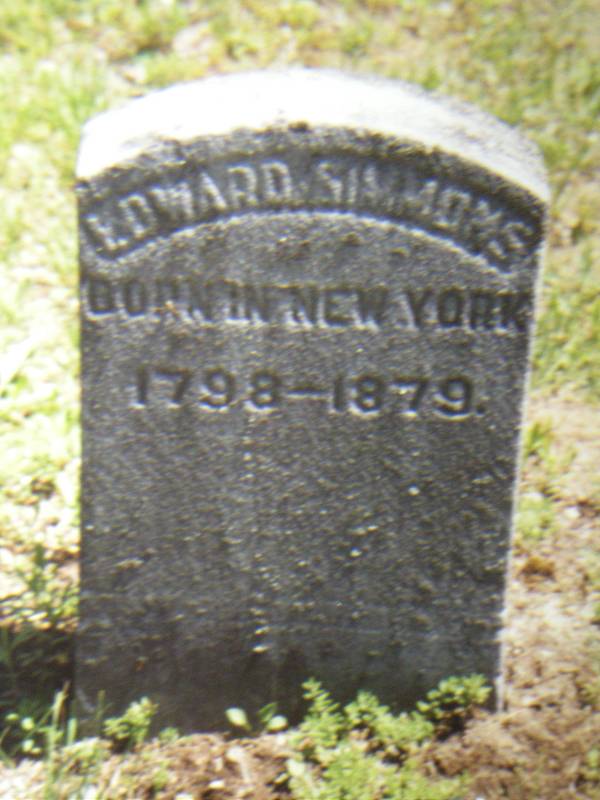 EDWARD SIMMONS
BORN IN NEW YORK
1798-1879.